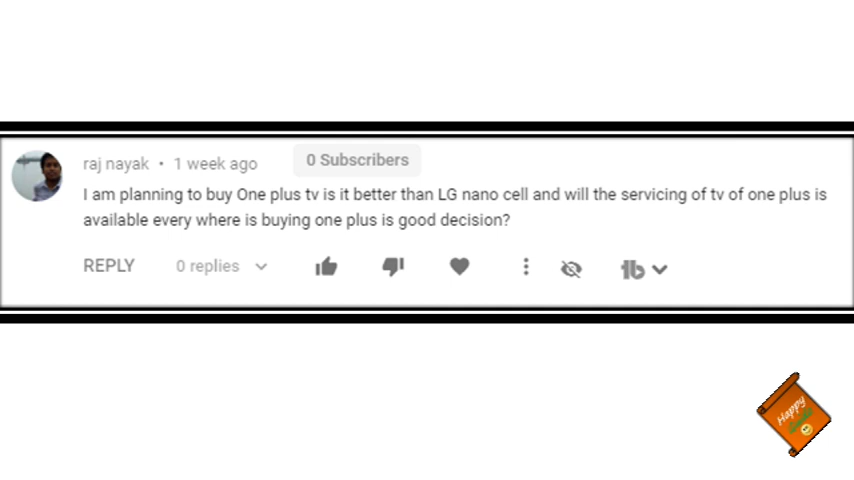 raj nayak • 1 week ago 0 Subscribers
I am planning to buy One plus tv is it better than LG nano cell and will the servicing of tv of one plus is
available every where is buying one plus is good decision?
REPLY 0 replies
Happy